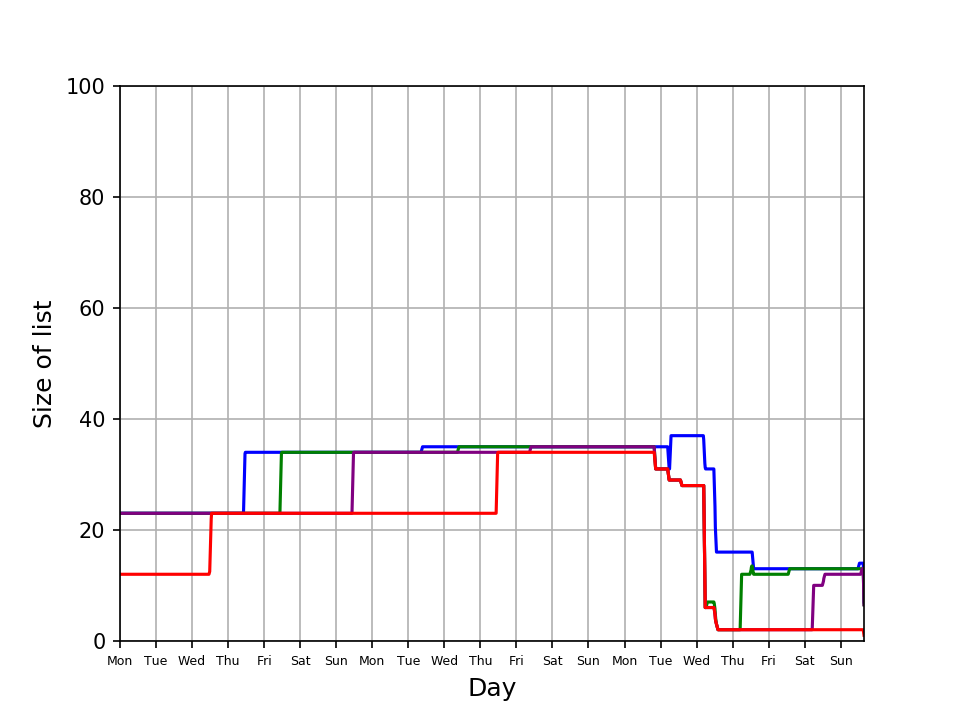 100
80
60
40
20
0
Size of list
Mon Tue Wed Thu Fri Sat Sun Mon Tue Wed Thu Fri Sat Sun Mon Tue Wed Thu Fri Sat Sun
Day